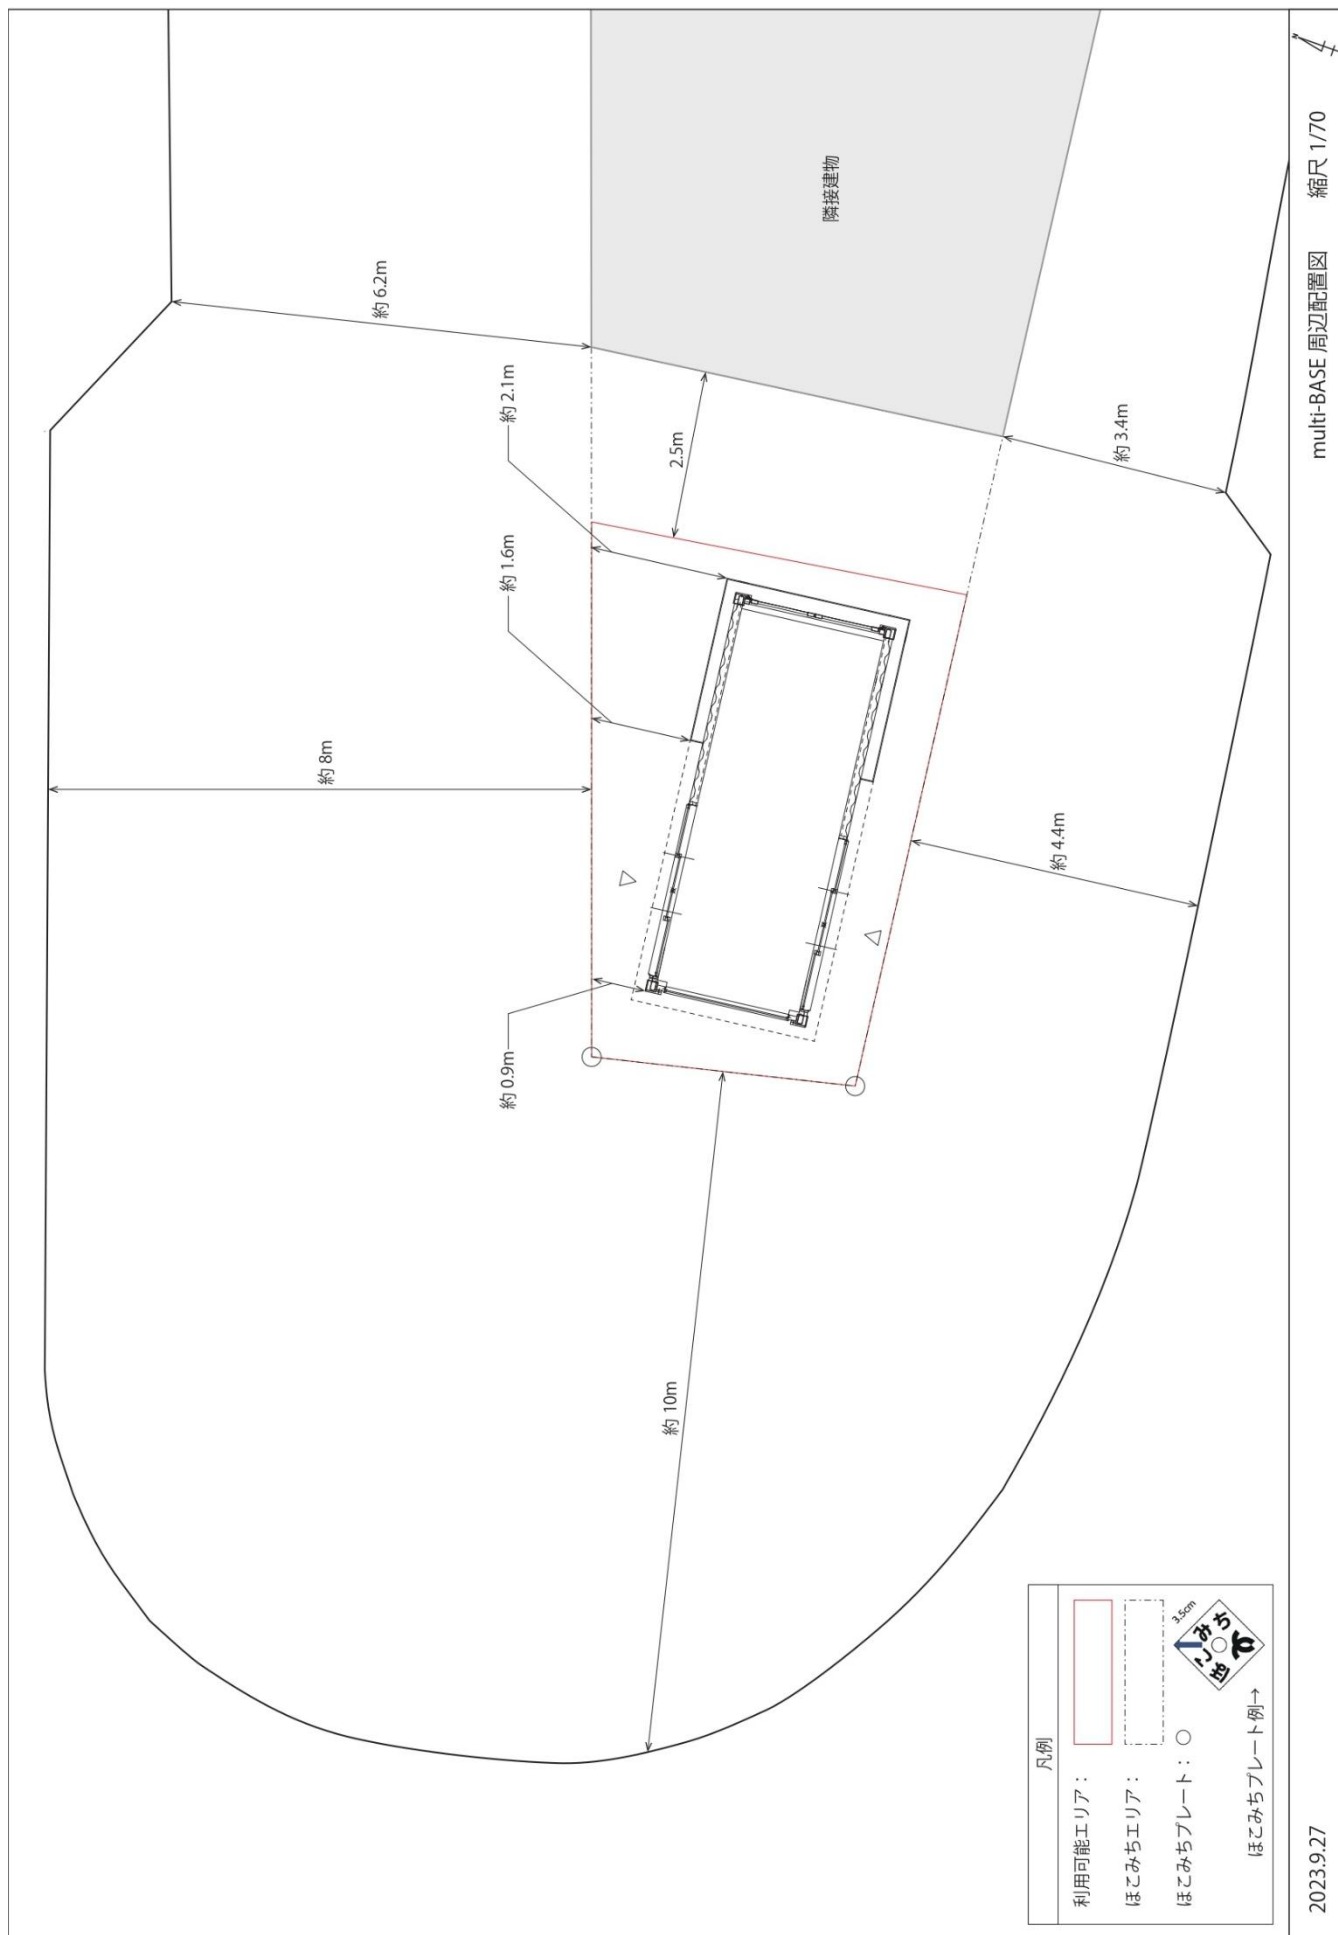 約 6.2m
約 2.1m
約 1.6m
約 8m
約 0.9m
2.5m
約 3.4m
約 4.4m
約 10m
隣接建物
凡例
利用可能エリア：
ほこみちエリア：
ほこみちプレート：○
3.5cm
ほこみち
ほこみちプレート例→
2023.9.27
multi-BASE 周辺配置図
縮尺 1/70
N